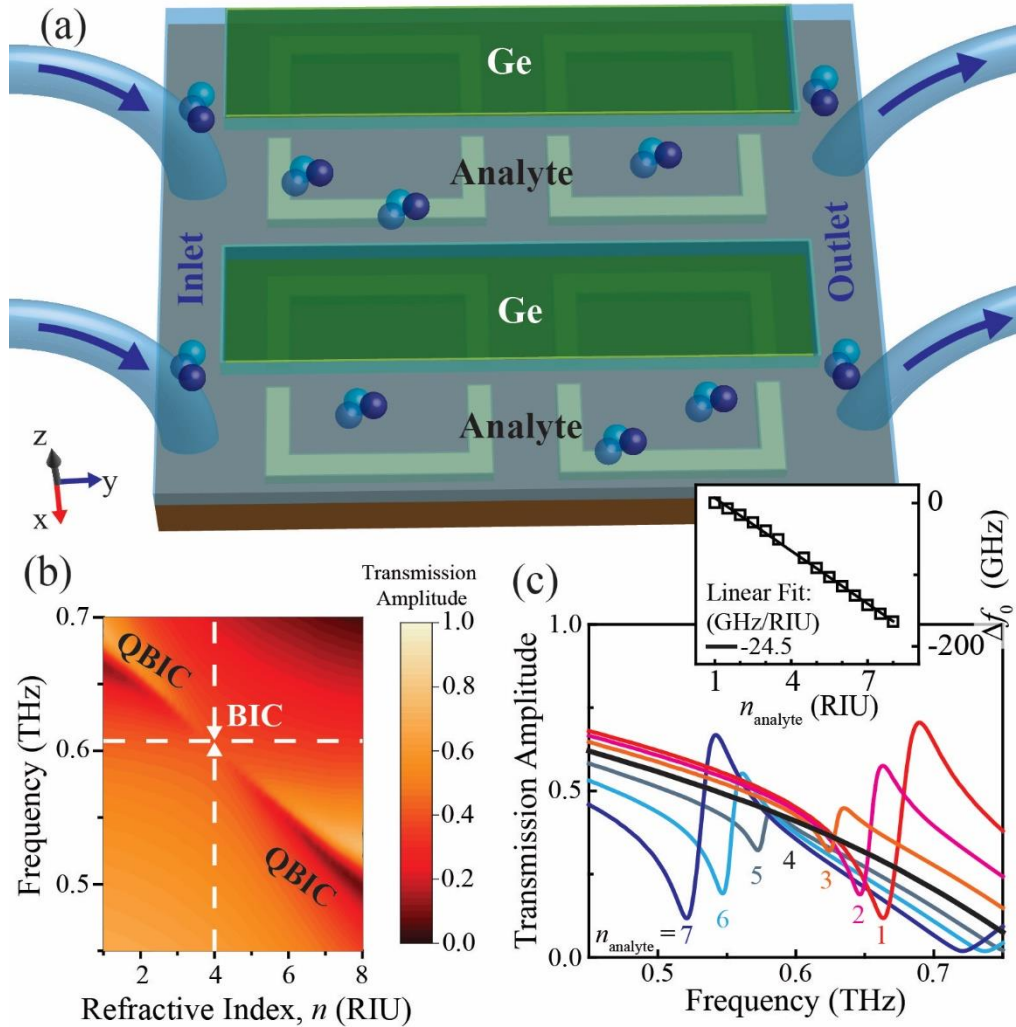 (a)
Ge
Analyte
Inlet
Outlet
Ge
Analyte
z
y
x
(b)
Transmission
Amplitude
1.0
0.8
0.6
0.4
0.2
0.0
Frequency (THz)
0.7
0.6
0.5
QBIC
BIC
QBIC
2
4
6
8
Refractive Index, n (RIU)
(c)
Transmission Amplitude
1.0
0.5
0.0
Linear Fit:
(GHz/RIU)
-24.5
0
-200
Δf₀ (GHz)
1
4
7
n_analyte (RIU)
5
4
3
n_analyte = 7
6
2
1
0.5
0.6
0.7
Frequency (THz)